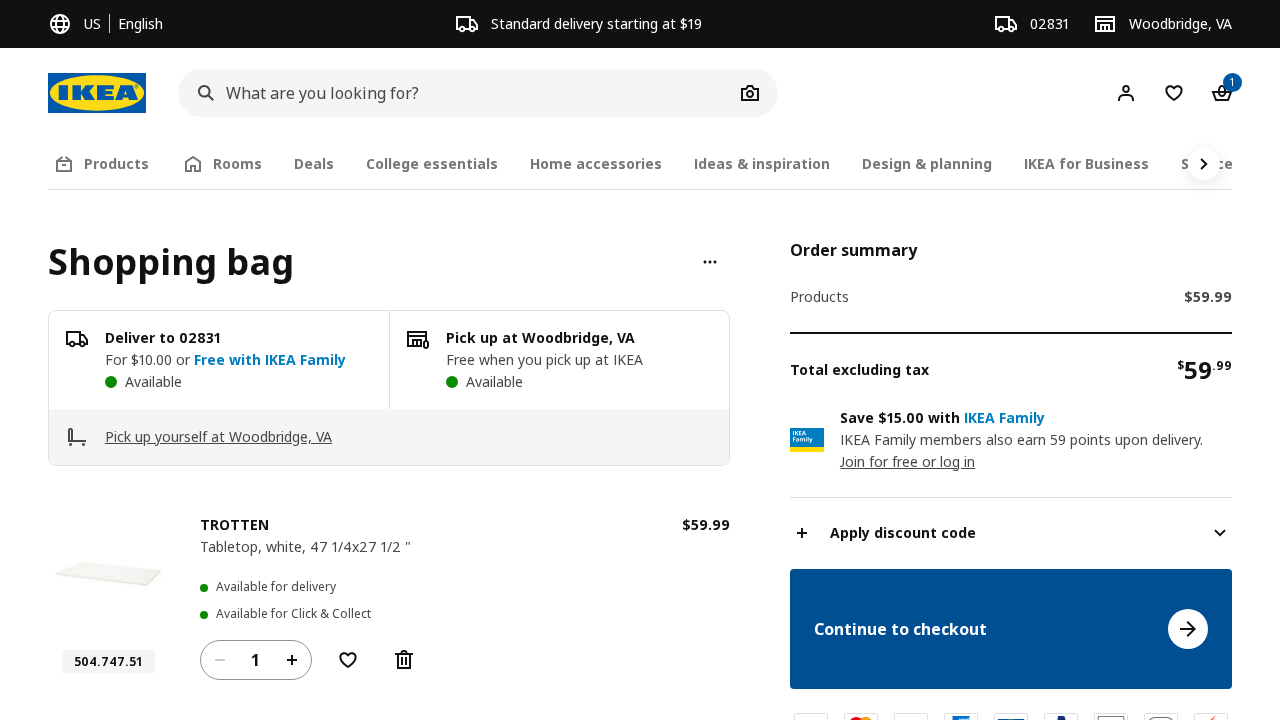 US English
Standard delivery starting at $19
02831
Woodbridge, VA
IKEA
What are you looking for?
1
Products
Rooms
Deals
College essentials
Home accessories
Ideas & inspiration
Design & planning
IKEA for Business
Shopping bag
Deliver to 02831
For $10.00 or Free with IKEA Family
Available
Pick up at Woodbridge, VA
Free when you pick up at IKEA
Available
Pick up yourself at Woodbridge, VA
TROTTEN
$59.99
Tabletop, white, 47 1/4x27 1/2 "
Available for delivery
Available for Click & Collect
504.747.51
1
Order summary
Products
$59.99
Total excluding tax
$59.99
IKEA
Family
Save $15.00 with IKEA Family
IKEA Family members also earn 59 points upon delivery.
Join for free or log in
Apply discount code
Continue to checkout